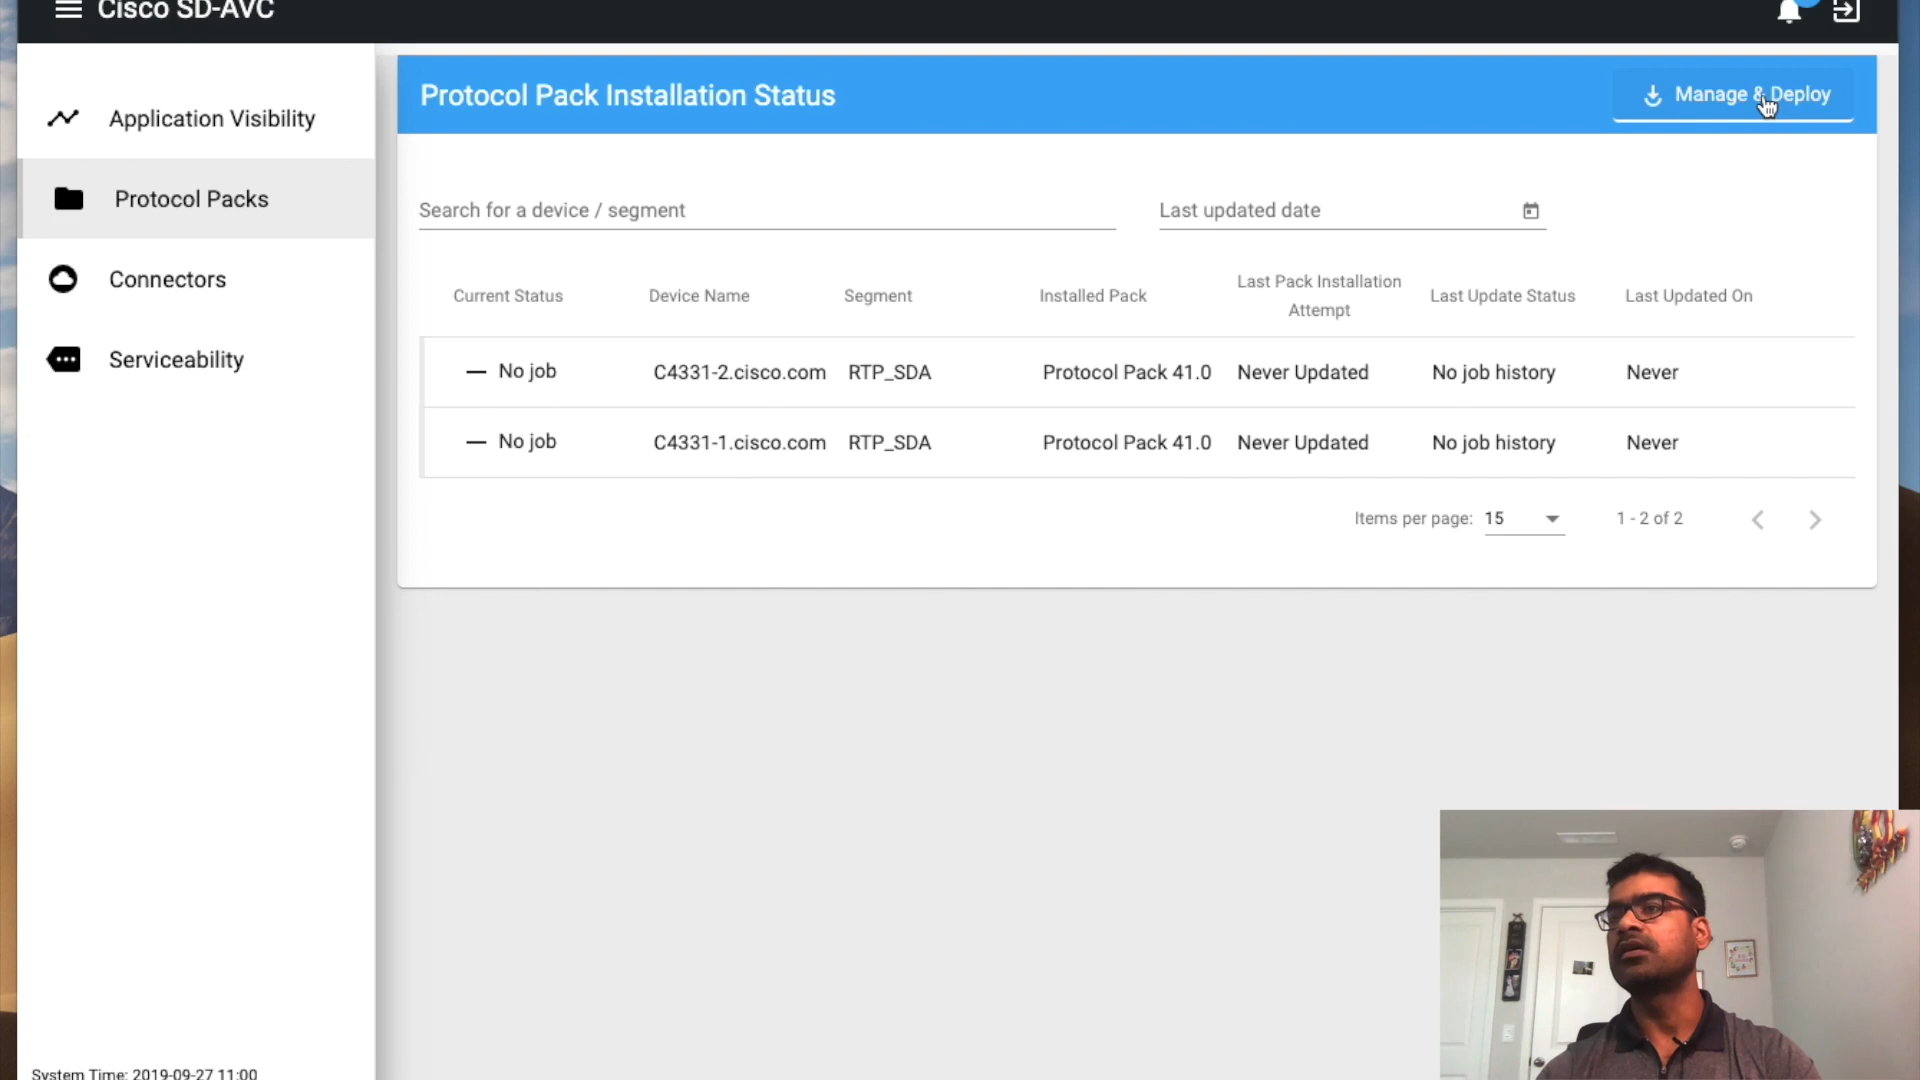 Cisco SD-AVC
Application Visibility
Protocol Packs
Connectors
Serviceability
System Time: 2019-09-27 11:00
Protocol Pack Installation Status
Manage & Deploy
Search for a device / segment
Last updated date
Current Status Device Name Segment Installed Pack Last Pack Installation Attempt Last Update Status Last Updated On
No job C4331-2.cisco.com RTP_SDA Protocol Pack 41.0 Never Updated No job history Never
No job C4331-1.cisco.com RTP_SDA Protocol Pack 41.0 Never Updated No job history Never
Items per page: 15 1 - 2 of 2